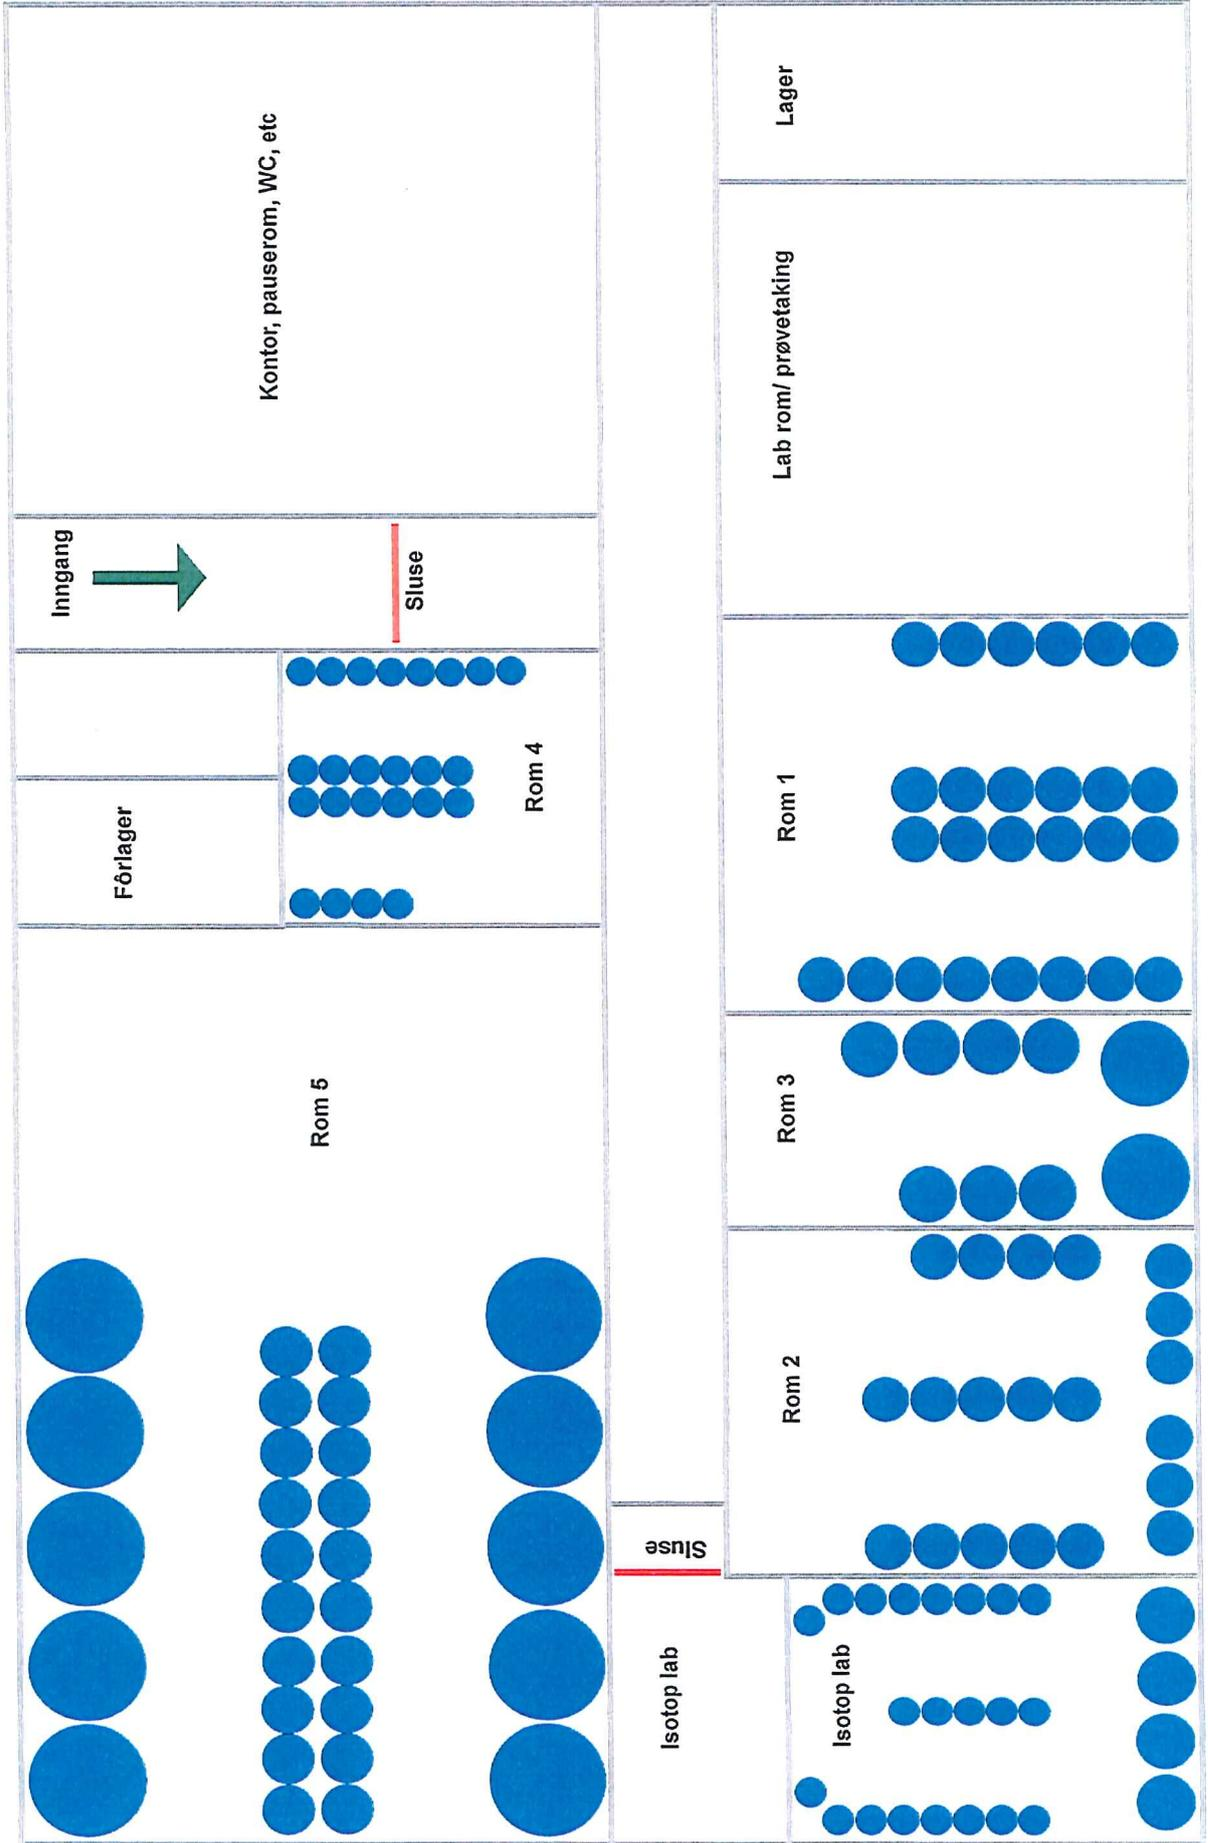 Kontor, pauserom, WC, etc
Inngang
Sluse
Fôrlager
Rom 4
Rom 5
Lager
Lab rom/ prøvetaking
Rom 1
Rom 3
Rom 2
Sluse
Isotop lab
Isotop lab